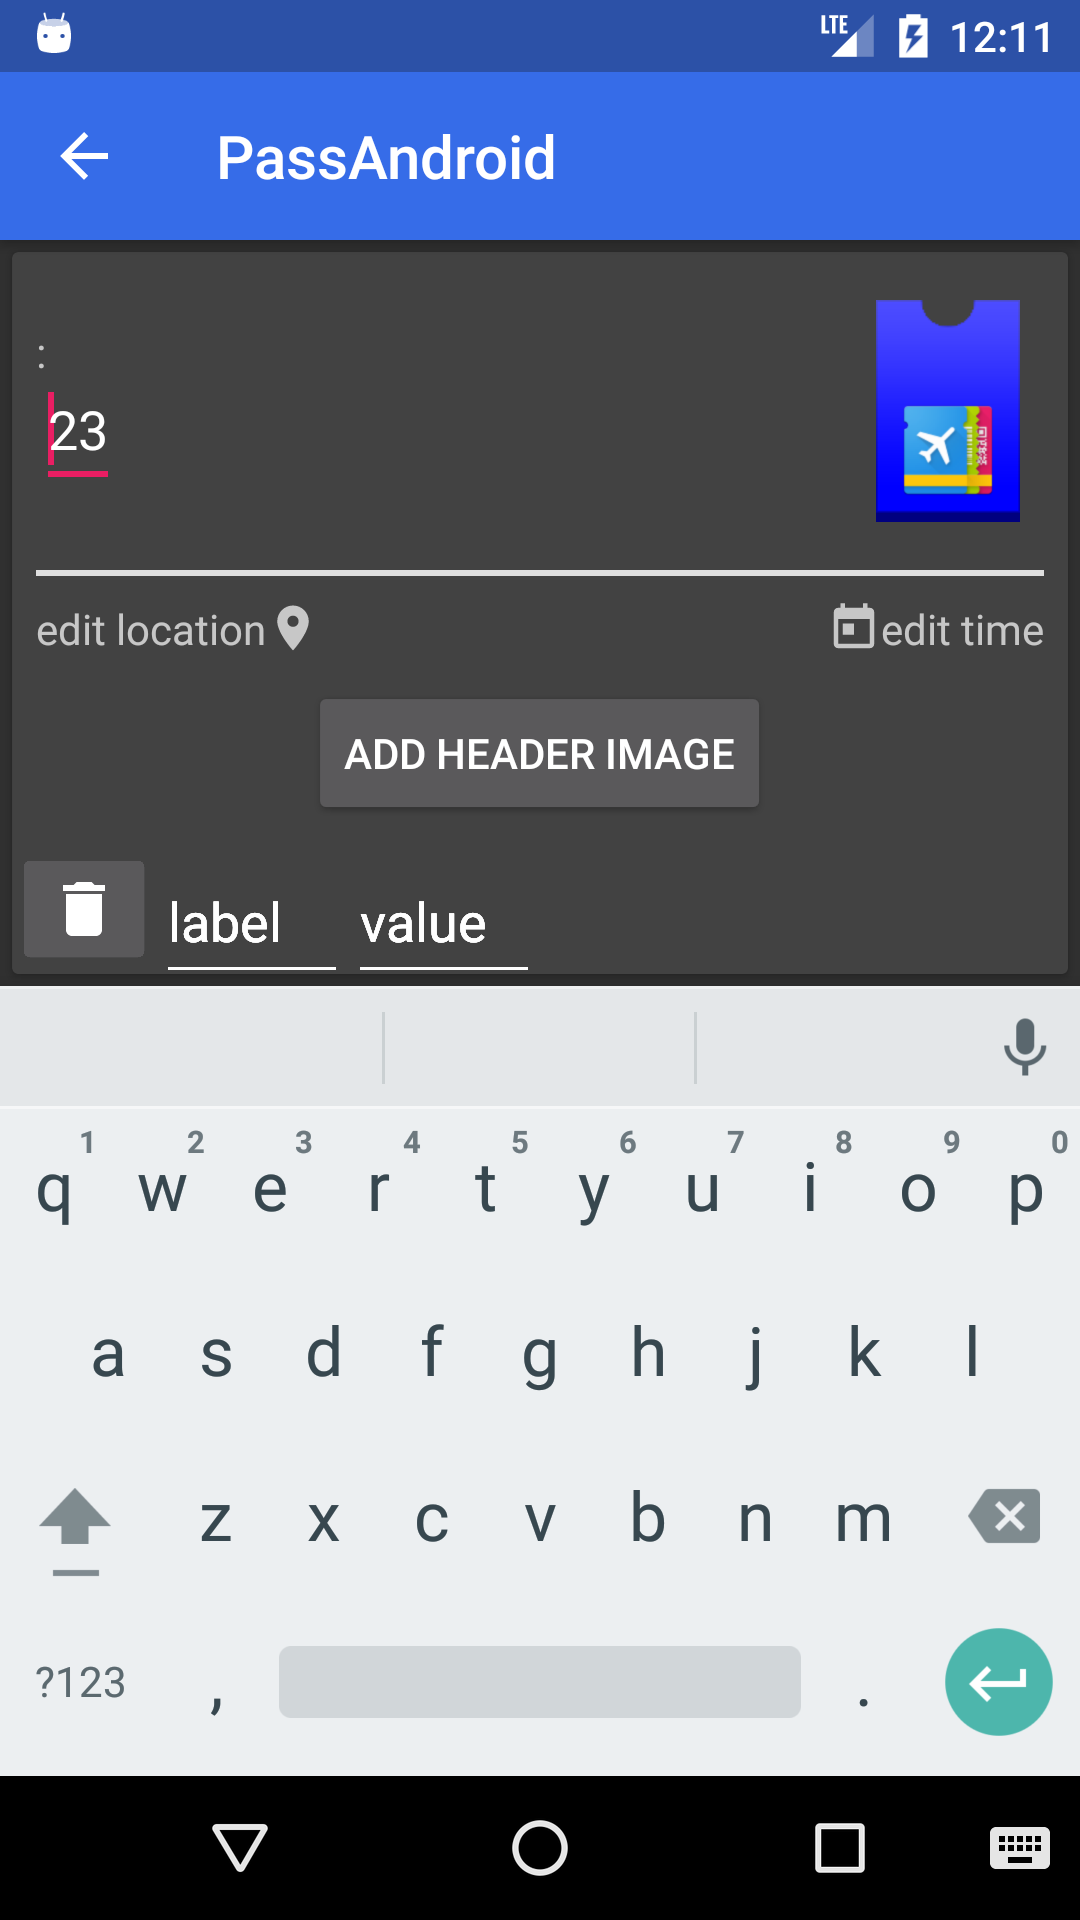 LTE 12:11
PassAndroid
:
23
edit location edit time
ADD HEADER IMAGE
label value
1 2 3 4 5 6 7 8 9 0
q w e r t y u i o p
a s d f g h j k l
z x c v b n m
?123 , .